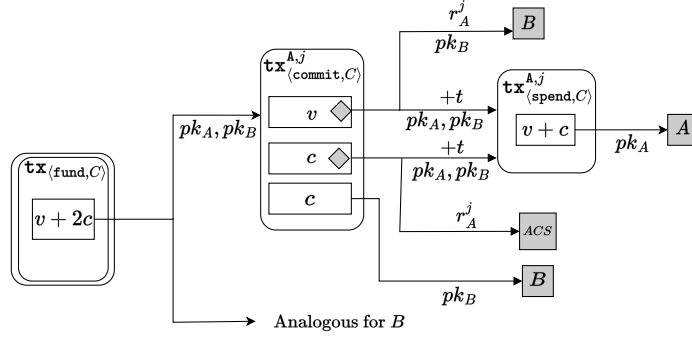 tx⟨fund,C⟩
v + 2c
pk_A, pk_B
tx^{A,j}_{⟨commit,C⟩}
v
c
c
r_A^j
pk_B
B
+t
pk_A, pk_B
+t
pk_A, pk_B
tx^{A,j}_{⟨spend,C⟩}
v + c
pk_A
A
r_A^j
ACS
pk_B
B
Analogous for B